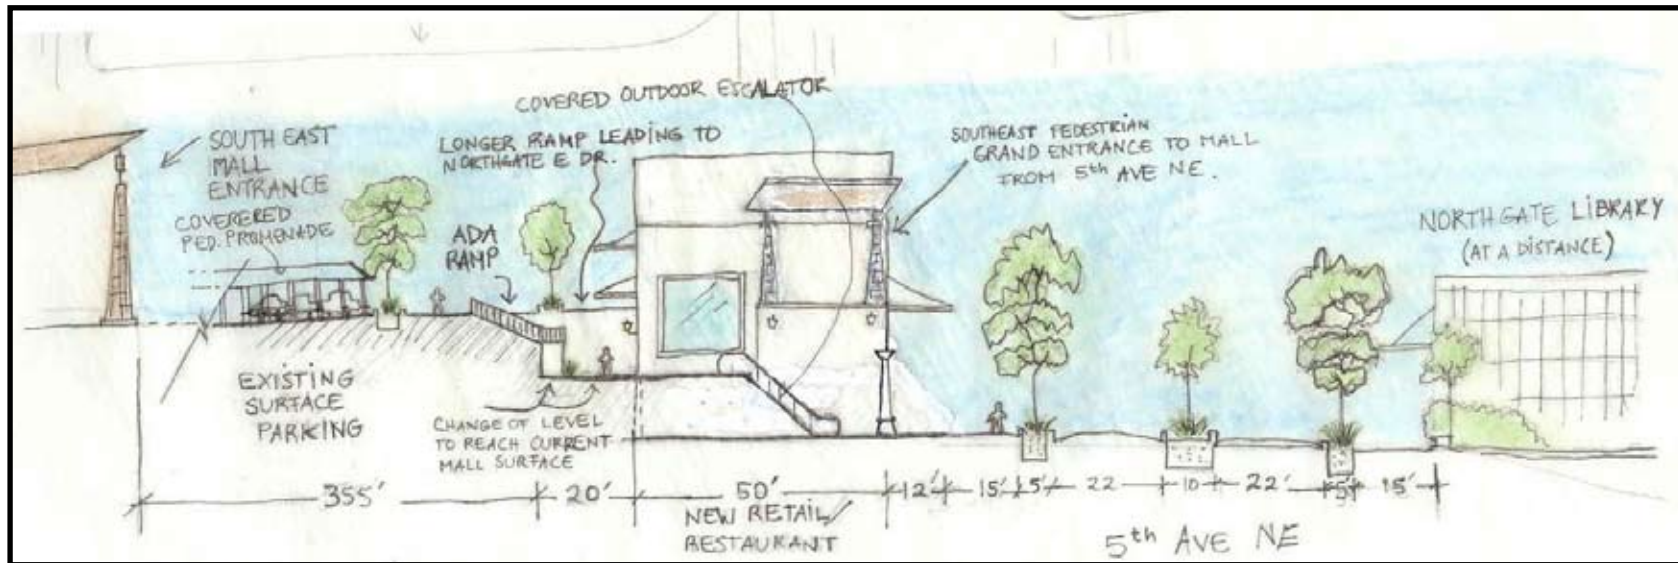 COVERED OUTDOOR ESCALATOR
SOUTH EAST
MALL
ENTRANCE
COVERERED
PED. PROMENADE
LONGER RAMP LEADING TO
NORTHGATE E DR.
ADA
RAMP
SOUTHEAST PEDESTRIAN
GRAND ENTRANCE TO MALL
FROM 5th AVE NE.
NORTHGATE LIBRARY
(AT A DISTANCE)
EXISTING
SURFACE
PARKING
CHANGE OF LEVEL
TO REACH CURRENT
MALL SURFACE
355' 20' 50' 12' 15' 5' 22 10 22' 5' 15'
NEW RETAIL/
RESTAURANT
5th AVE NE